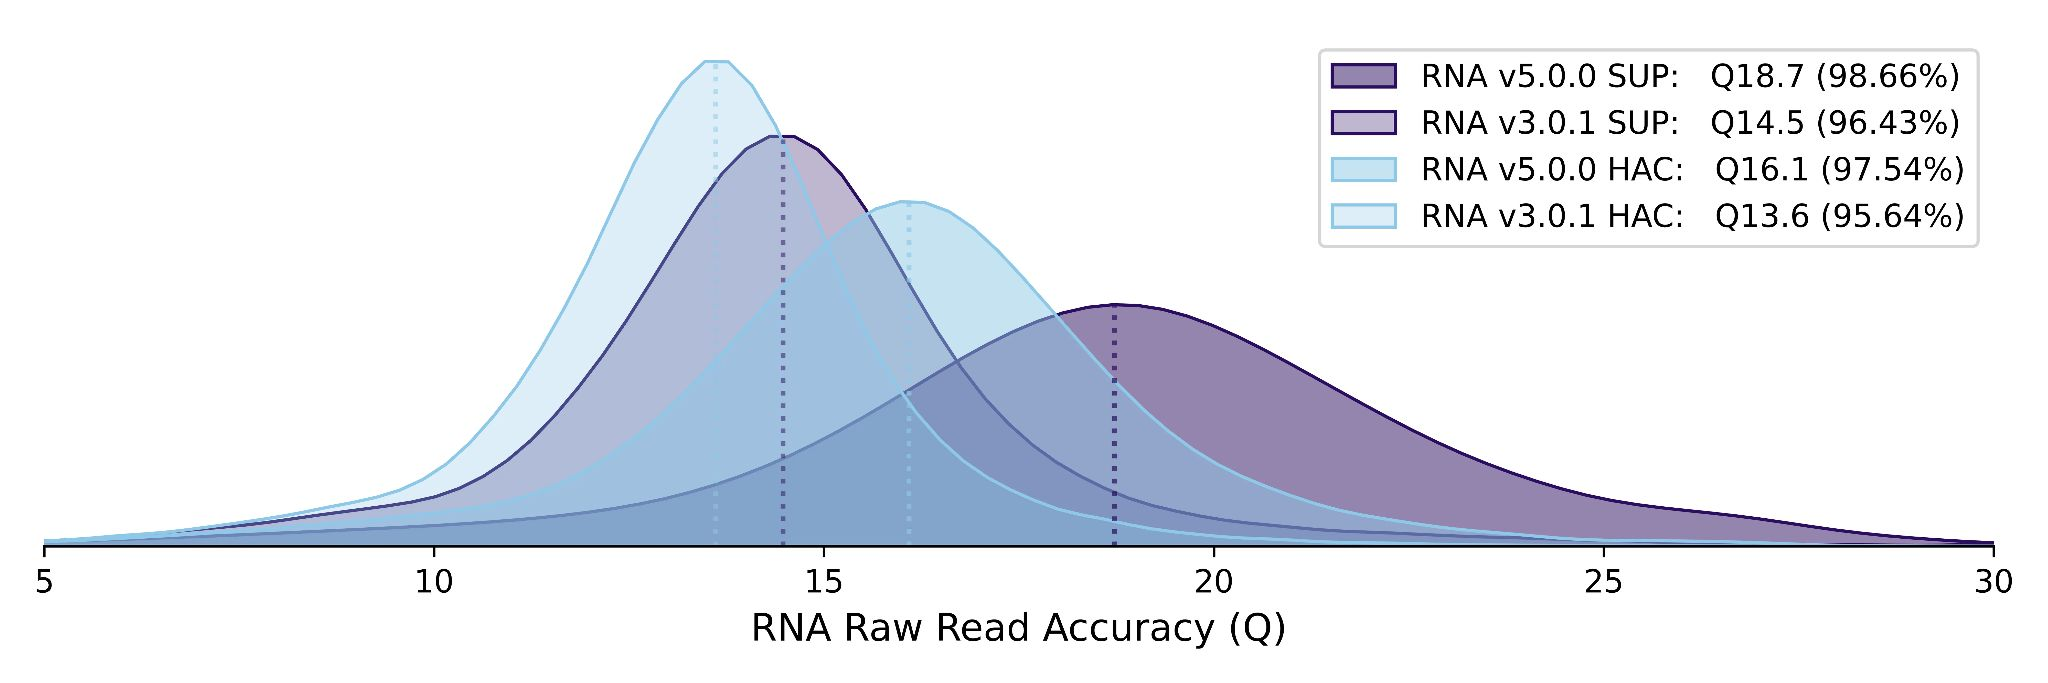 RNA v5.0.0 SUP: Q18.7 (98.66%)
RNA v3.0.1 SUP: Q14.5 (96.43%)
RNA v5.0.0 HAC: Q16.1 (97.54%)
RNA v3.0.1 HAC: Q13.6 (95.64%)
5 10 15 20 25 30
RNA Raw Read Accuracy (Q)